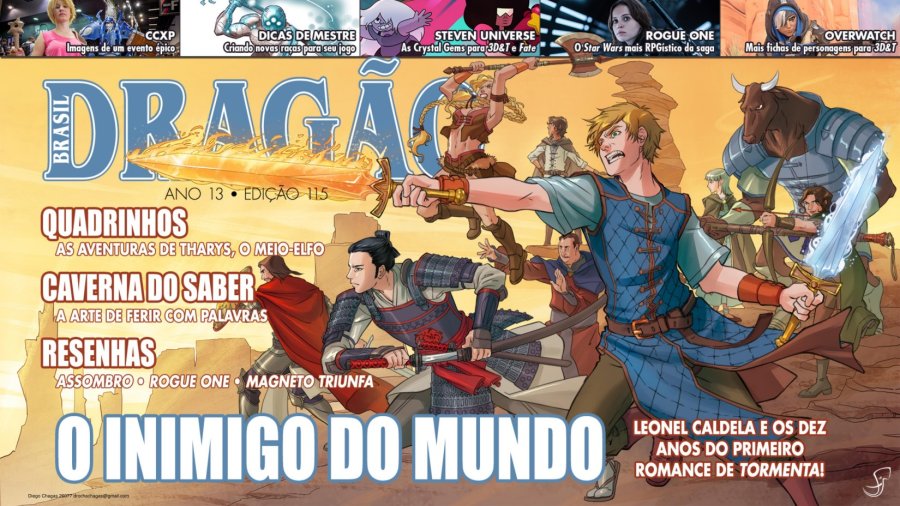 CCXP
Imagens de um evento épico
DICAS DE MESTRE
Criando novas raças para seu jogo
STEVEN UNIVERSE
As Crystal Gems para 3D&T e Fate
ROGUE ONE
O Star Wars mais RPGístico da saga
OVERWATCH
Mais fichas de personagens para 3D&T
DRAGÃO
BRASIL
ANO 13 • EDIÇÃO 115
QUADRINHOS
AS AVENTURAS DE THARYS, O MEIO-ELFO
CAVERNA DO SABER
A ARTE DE FERIR COM PALAVRAS
RESENHAS
ASSOMBRO • ROGUE ONE • MAGNETO TRIUNFA
O INIMIGO DO MUNDO
LEONEL CALDELA E OS DEZ
ANOS DO PRIMEIRO
ROMANCE DE TORMENTA!